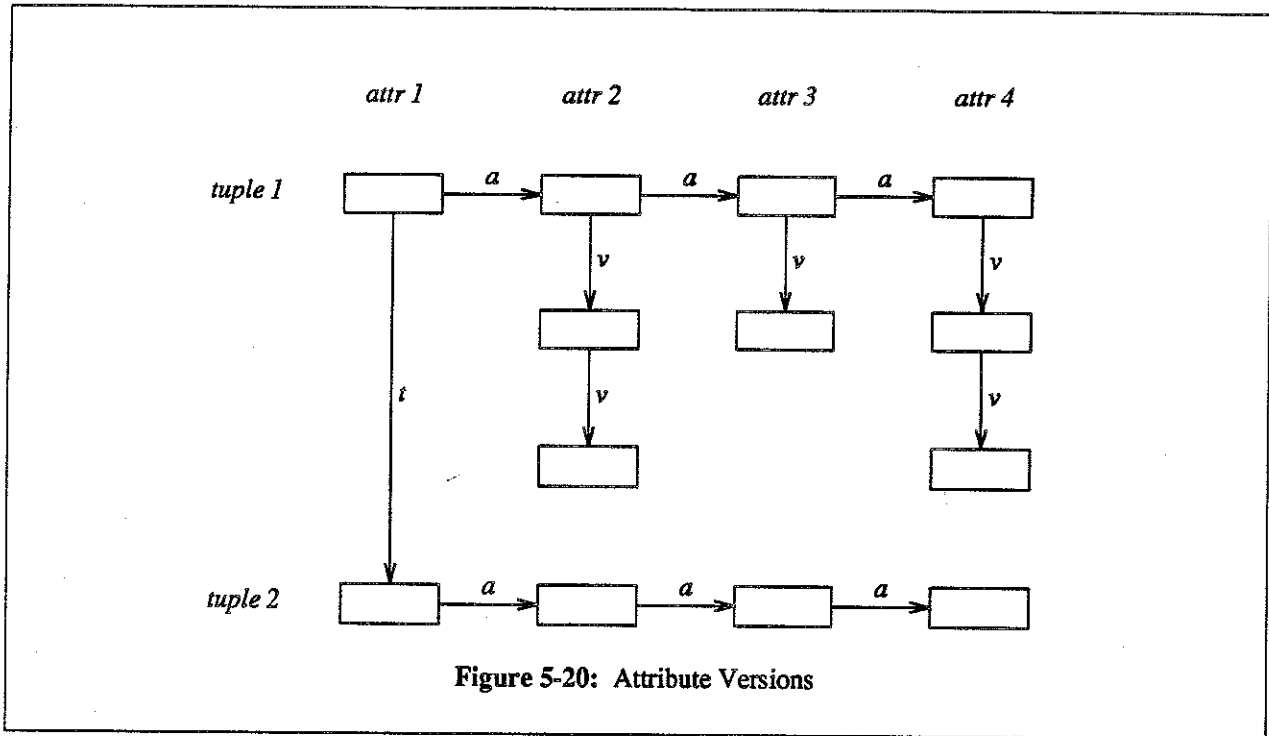 attr 1 attr 2 attr 3 attr 4
tuple 1 a a a
v v v
t v v
tuple 2 a a a
Figure 5-20: Attribute Versions